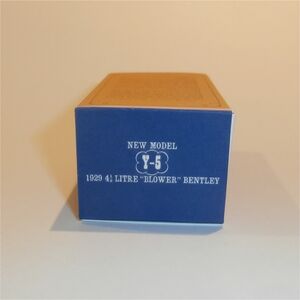 NEW MODEL
Y-5
1929 4½ LITRE "BLOWER" BENTLEY